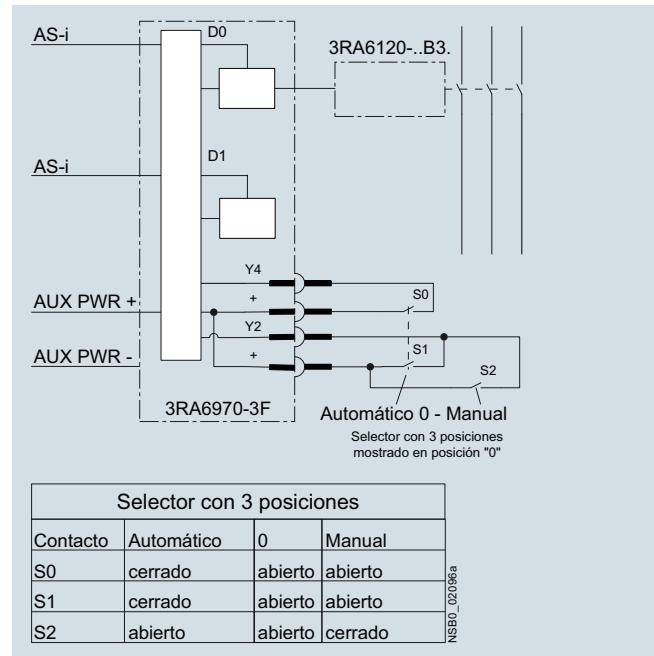 AS-i
D0
3RA6120-..B3.
D1
AS-i
Y4
+
S0
AUX PWR +
Y2
+
S1
AUX PWR -
S2
3RA6970-3F
Automático 0 - Manual
Selector con 3 posiciones
mostrado en posición "0"
Selector con 3 posiciones
Contacto Automático 0 Manual
S0 cerrado abierto abierto
S1 cerrado abierto abierto
S2 abierto abierto cerrado
NSB0_02096a